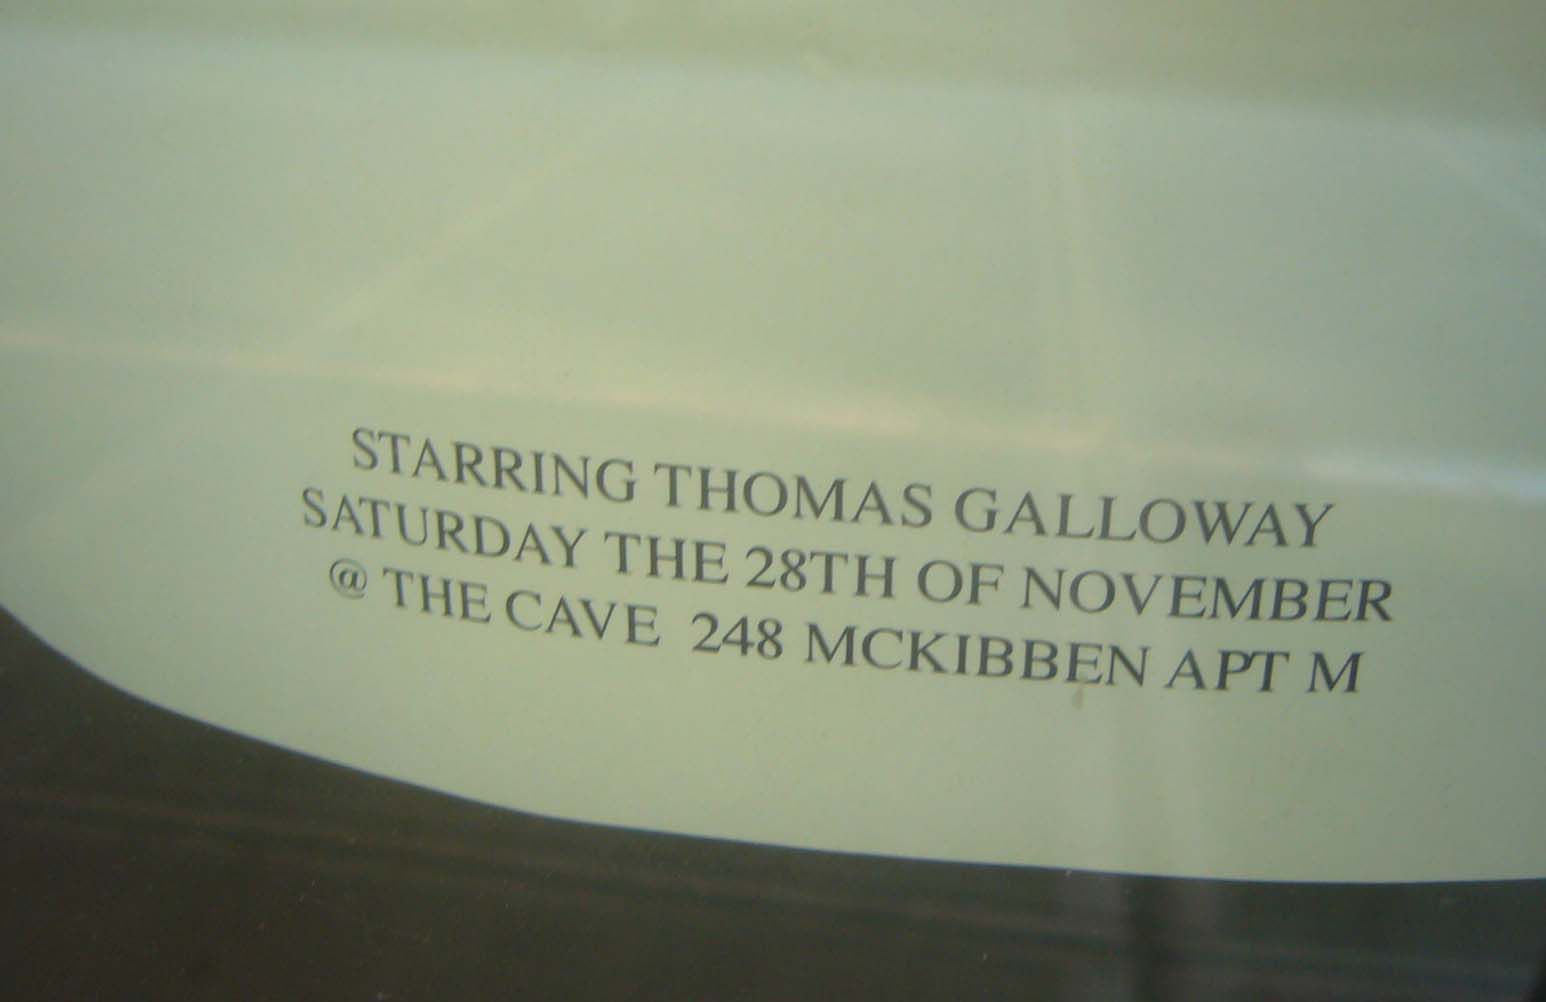 STARRING THOMAS GALLOWAY
SATURDAY THE 28TH OF NOVEMBER
@ THE CAVE 248 MCKIBBEN APT M